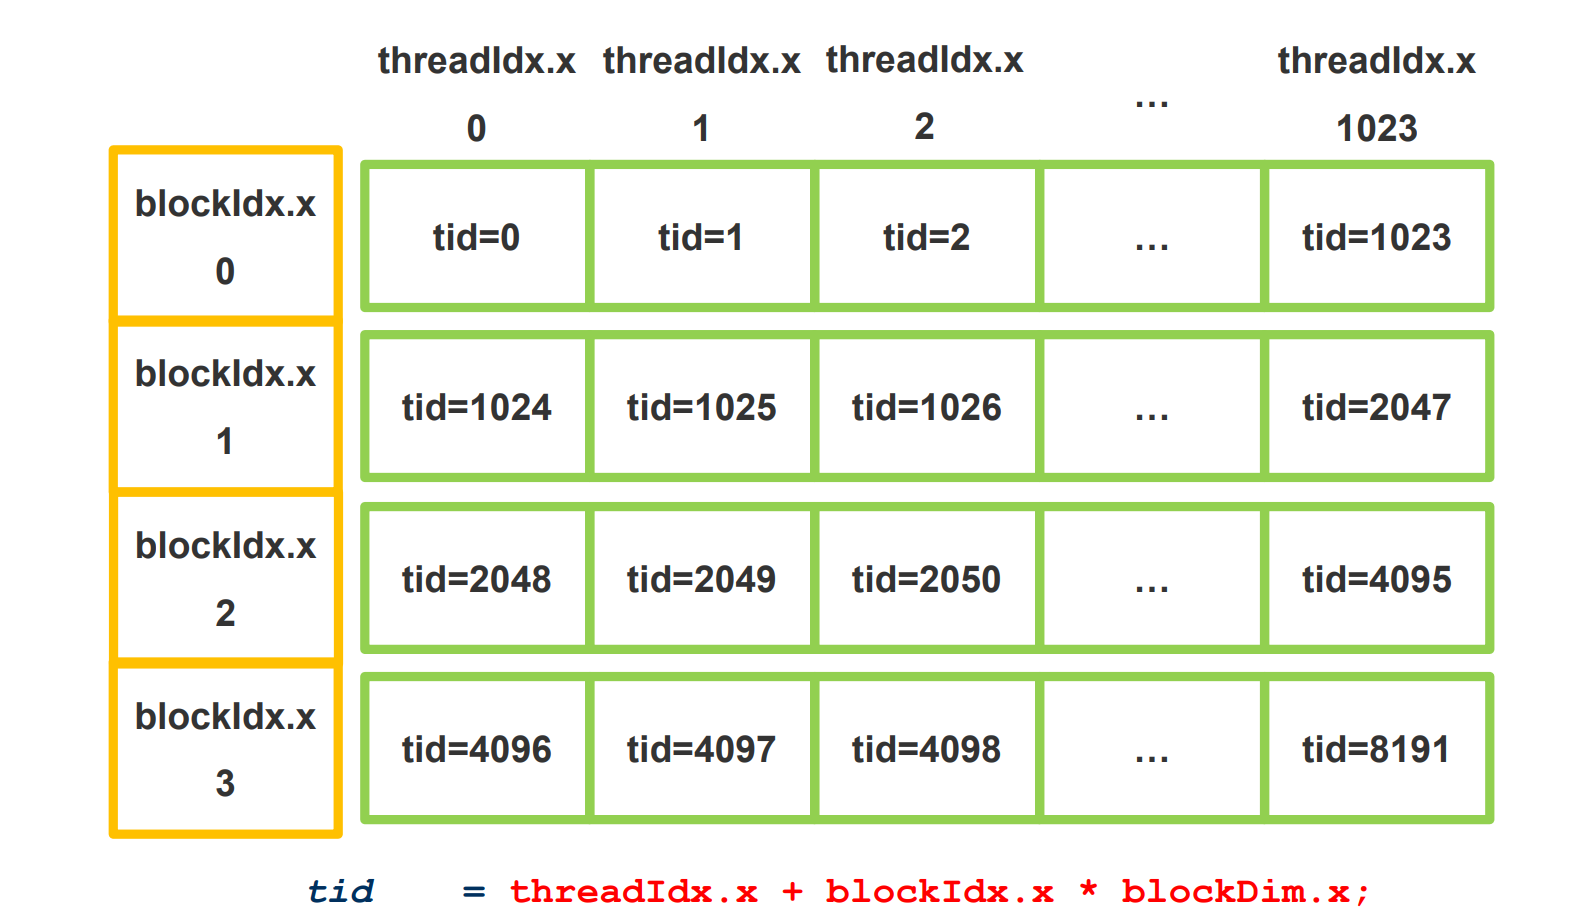 threadIdx.x threadIdx.x threadIdx.x ... threadIdx.x
0 1 2 1023
blockIdx.x
0
tid=0 tid=1 tid=2 ... tid=1023
blockIdx.x
1
tid=1024 tid=1025 tid=1026 ... tid=2047
blockIdx.x
2
tid=2048 tid=2049 tid=2050 ... tid=4095
blockIdx.x
3
tid=4096 tid=4097 tid=4098 ... tid=8191
tid = threadIdx.x + blockIdx.x * blockDim.x;